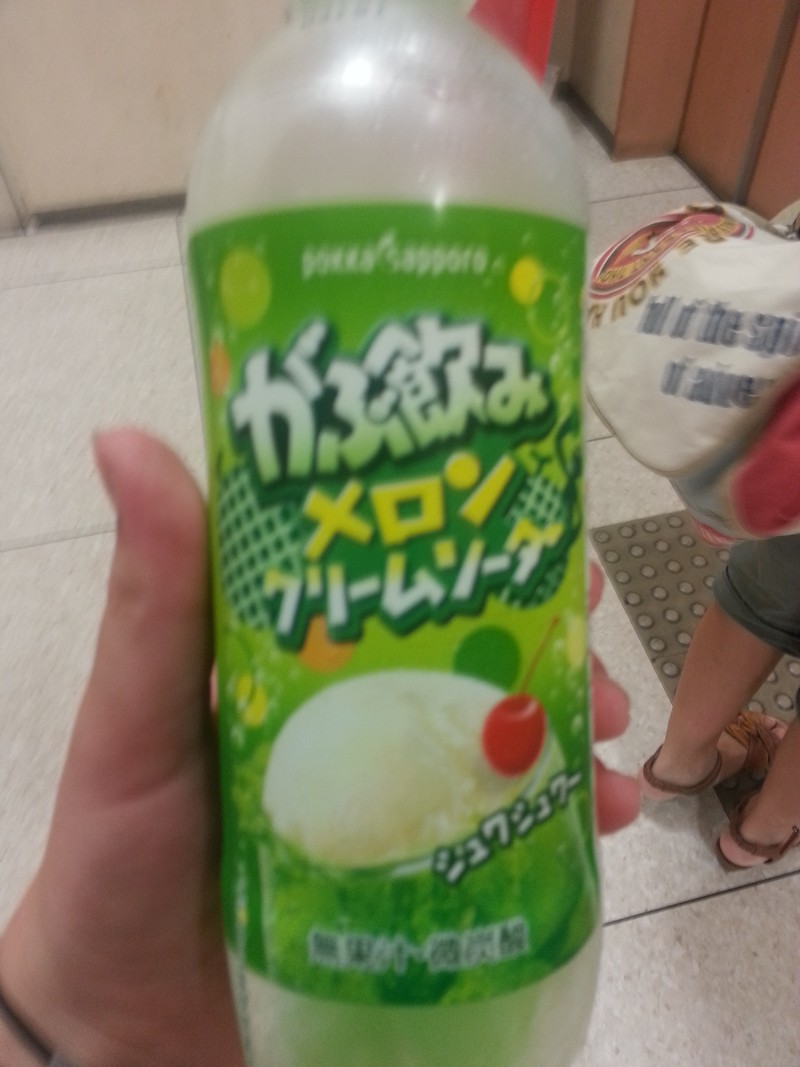 pokka sapporo
がぶ飲み
メロン
クリームソーダ
シュワシュワー
無果汁・微炭酸